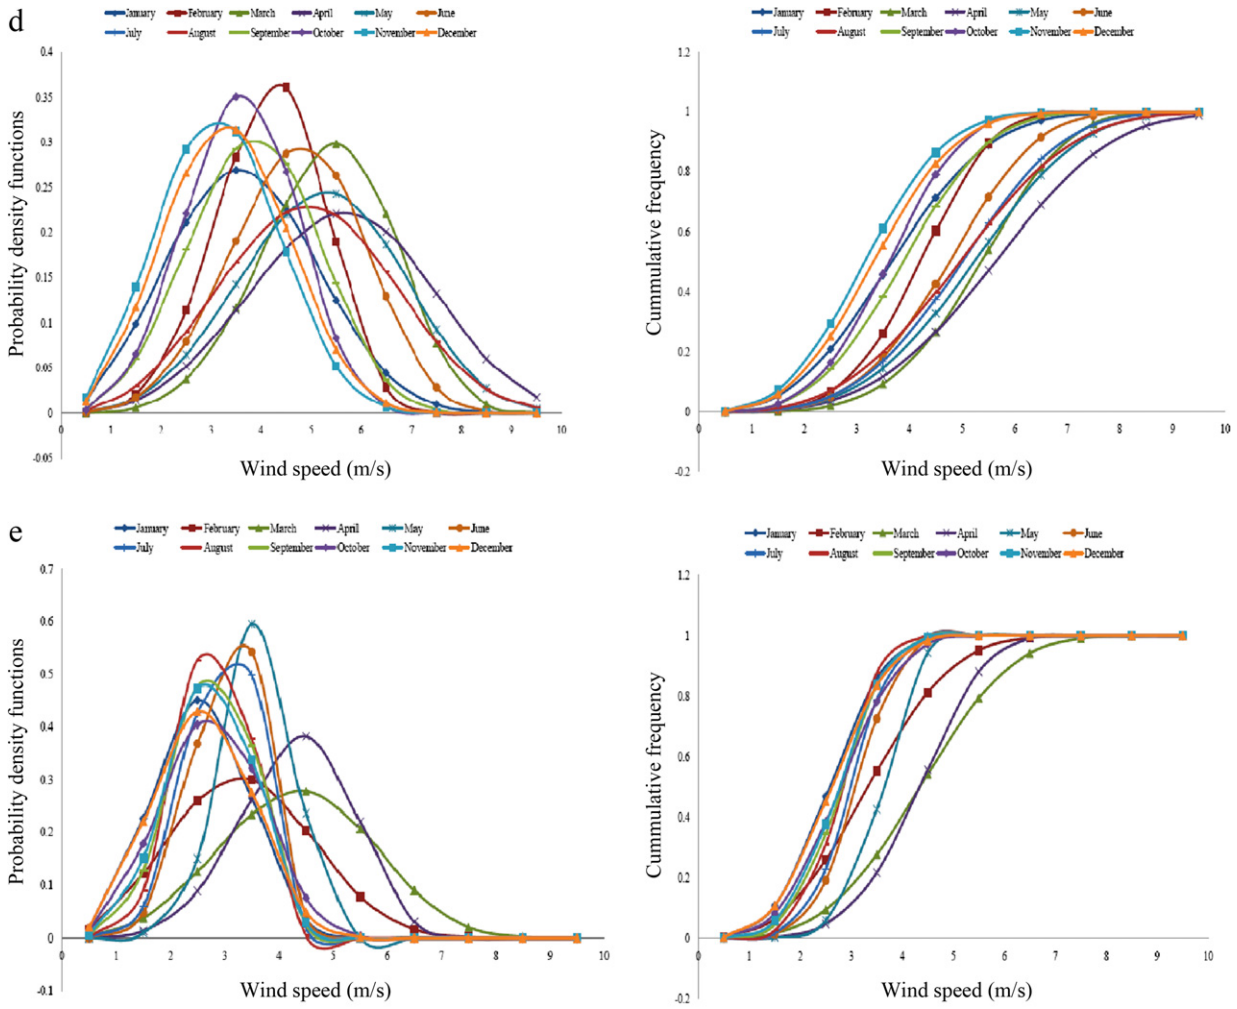 d
January February March April May June
July August September October November December
Probability density functions
0.4
0.35
0.3
0.25
0.2
0.15
0.1
0.05
0
-0.05
0 1 2 3 4 5 6 7 8 9 10
Wind speed (m/s)
January February March April May June
July August September October November December
Cummulative frequency
1.2
1
0.8
0.6
0.4
0.2
0
-0.2
0 1 2 3 4 5 6 7 8 9 10
Wind speed (m/s)
e
January February March April May June
July August September October November December
Probability density functions
0.7
0.6
0.5
0.4
0.3
0.2
0.1
0
-0.1
0 1 2 3 4 5 6 7 8 9 10
Wind speed (m/s)
January February March April May June
July August September October November December
Cummulative frequency
1.2
1
0.8
0.6
0.4
0.2
0
-0.2
0 1 2 3 4 5 6 7 8 9 10
Wind speed (m/s)